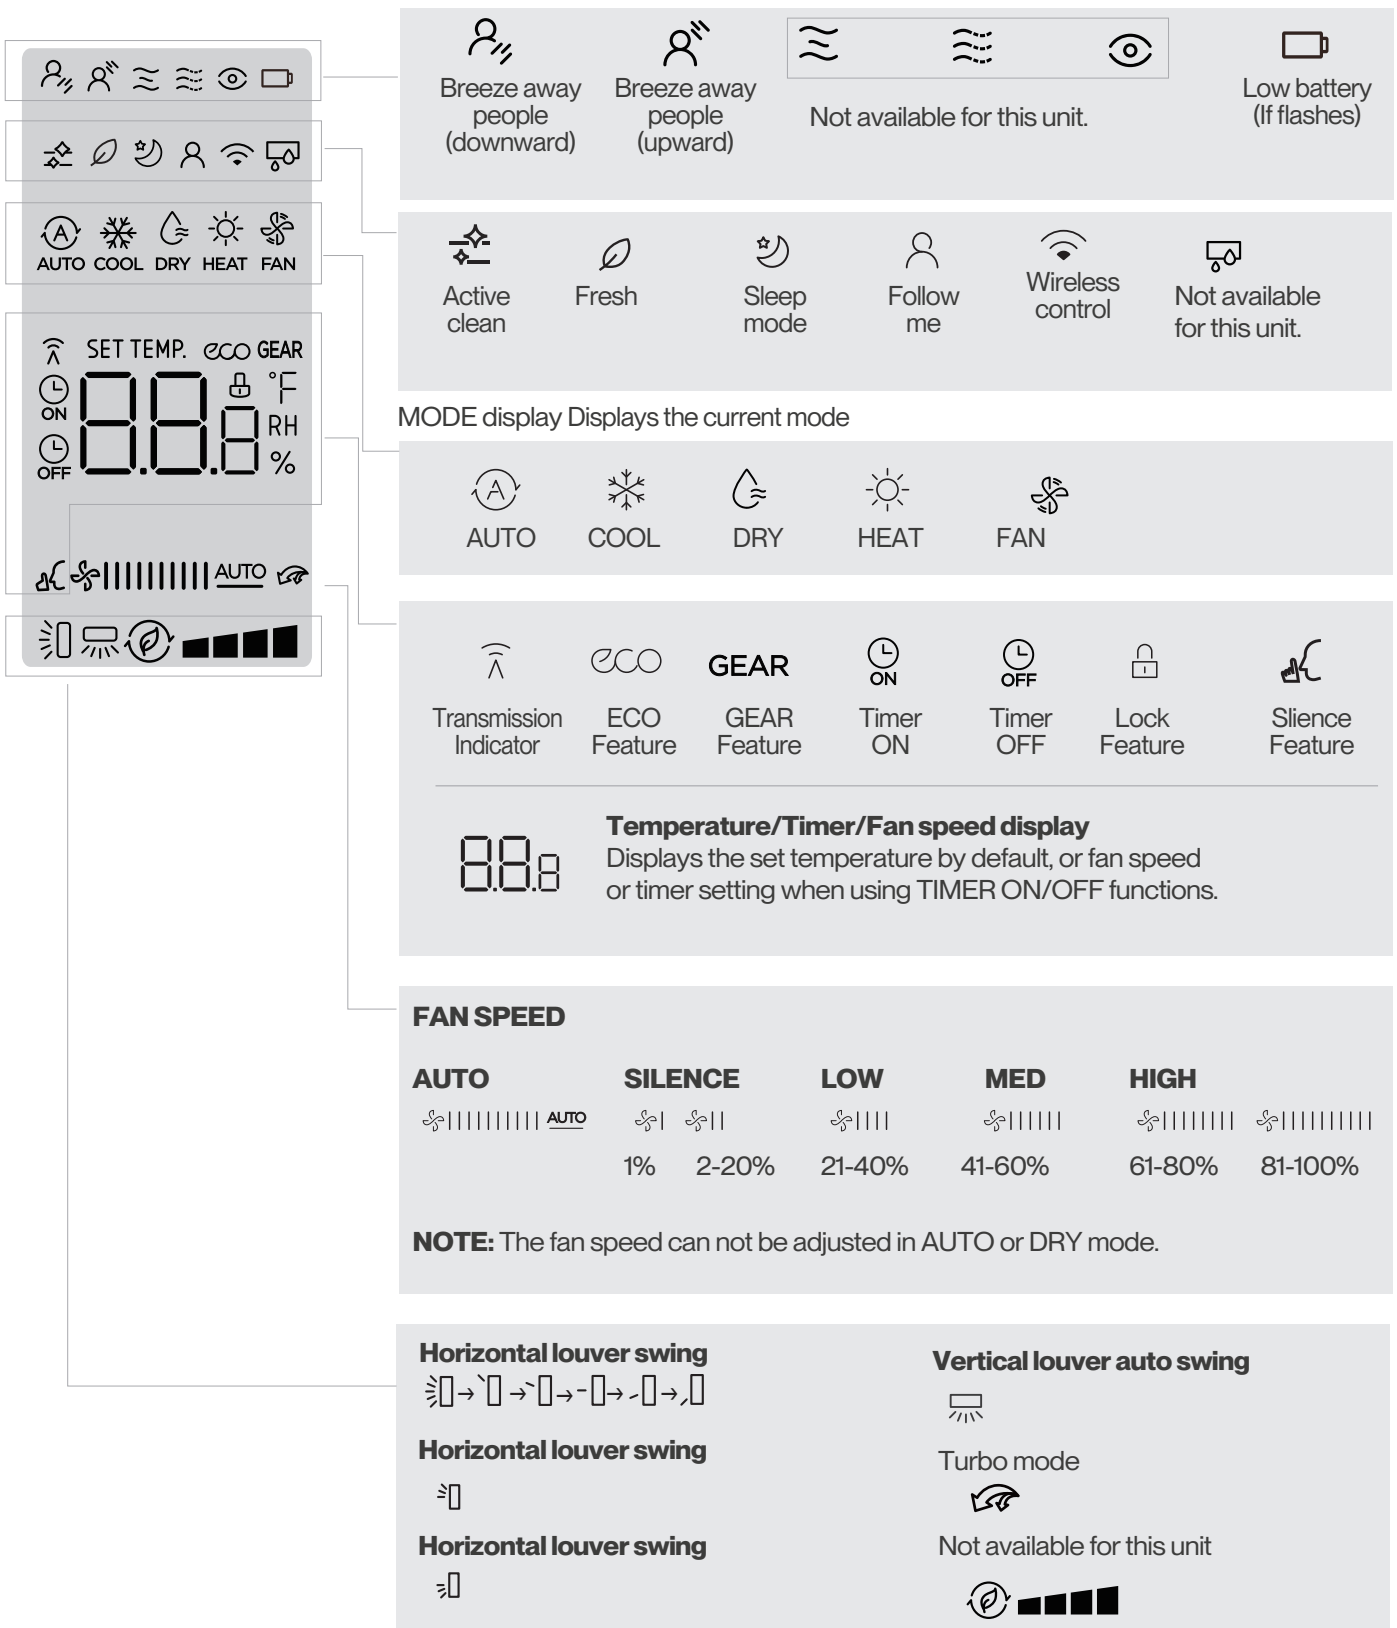 AUTO COOL DRY HEAT FAN
SET TEMP. eco GEAR
ON
°F
RH
OFF
%
AUTO
Breeze away
people
(downward)
Breeze away
people
(upward)
Not available for this unit.
Low battery
(If flashes)
Active
clean
Fresh
Sleep
mode
Follow
me
Wireless
control
Not available
for this unit.
MODE display Displays the current mode
A
AUTO
COOL
DRY
HEAT
FAN
eco
GEAR
ON
OFF
Transmission
Indicator
ECO
Feature
GEAR
Feature
Timer
ON
Timer
OFF
Lock
Feature
Slience
Feature
88.8
Temperature/Timer/Fan speed display
Displays the set temperature by default, or fan speed
or timer setting when using TIMER ON/OFF functions.
FAN SPEED
AUTO SILENCE LOW MED HIGH
AUTO
1% 2-20% 21-40% 41-60% 61-80% 81-100%
NOTE: The fan speed can not be adjusted in AUTO or DRY mode.
Horizontal louver swing
Horizontal louver swing
Horizontal louver swing
Vertical louver auto swing
Turbo mode
Not available for this unit